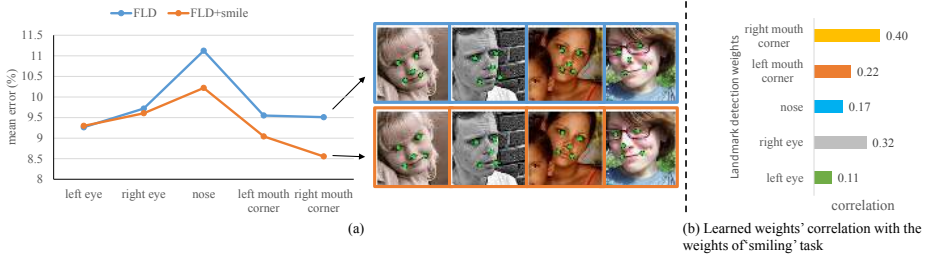 FLD
FLD+smile
mean error (%)
11.5
11
10.5
10
9.5
9
8.5
8
left eye
right eye
nose
left mouth
corner
right mouth
corner
(a)
Landmark detection weights
right mouth
corner
0.40
left mouth
corner
0.22
nose
0.17
right eye
0.32
left eye
0.11
correlation
(b) Learned weights’ correlation with the
weights of‘smiling’ task